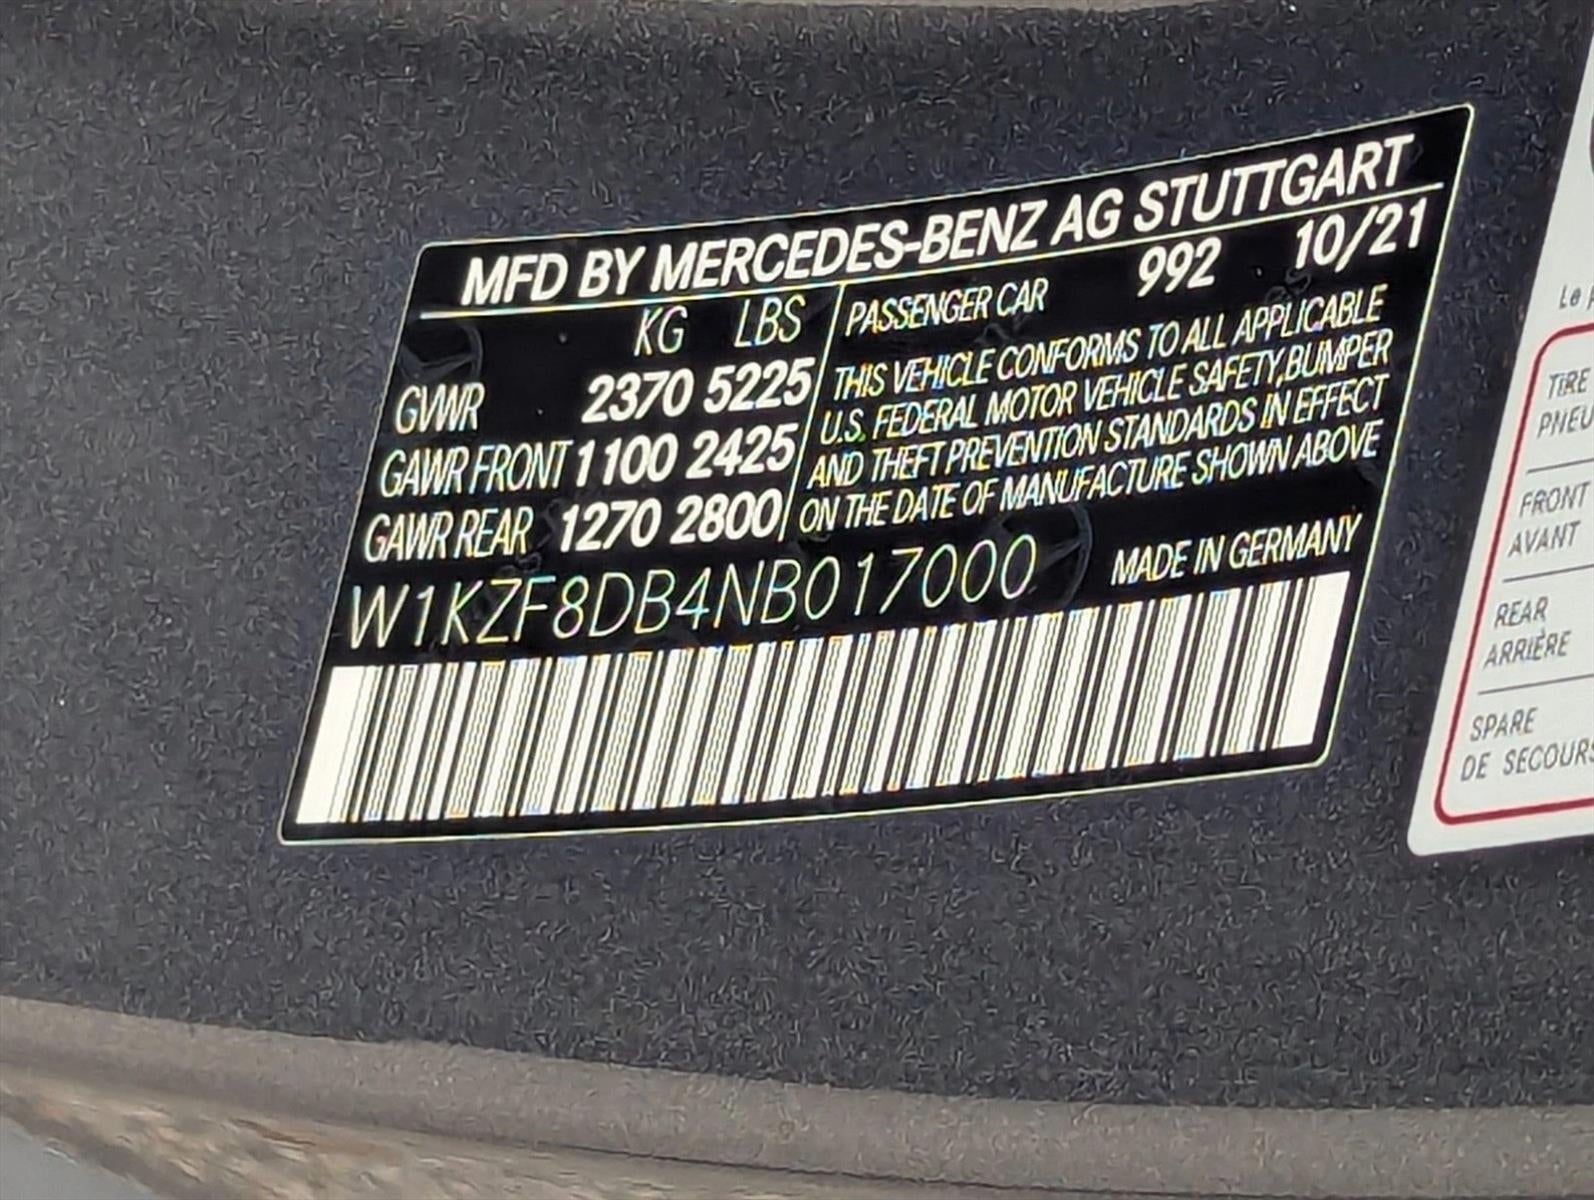 MFD BY MERCEDES-BENZ AG STUTTGART
KG LBS
GVWR 2370 5225
GAWR FRONT 1100 2425
GAWR REAR 1270 2800
PASSENGER CAR 992 10/21
THIS VEHICLE CONFORMS TO ALL APPLICABLE
U.S. FEDERAL MOTOR VEHICLE SAFETY,BUMPER
AND THEFT PREVENTION STANDARDS IN EFFECT
ON THE DATE OF MANUFACTURE SHOWN ABOVE
W1KZF8DB4NB017000
MADE IN GERMANY
TIRE
PNEU
FRONT
AVANT
REAR
ARRIÈRE
SPARE
DE SECOURS